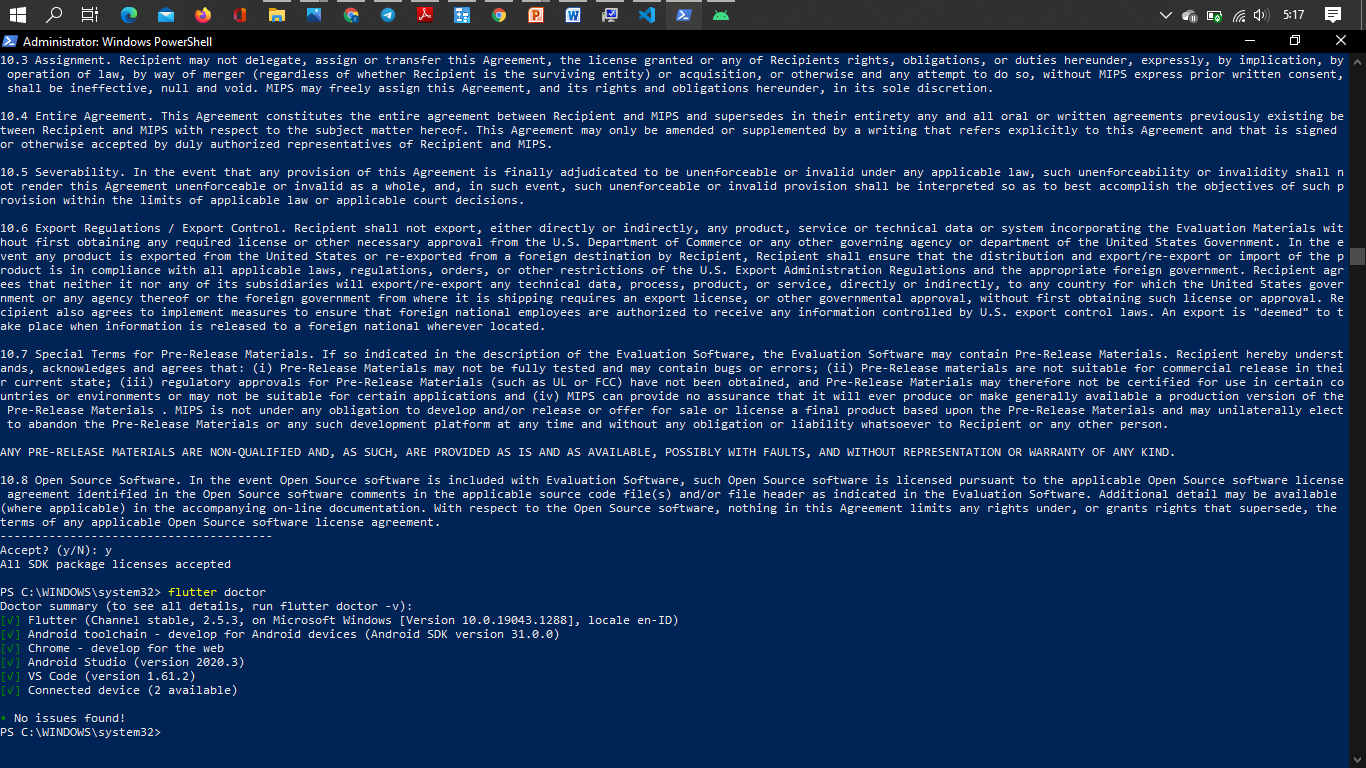 5:17
Administrator: Windows PowerShell
10.3 Assignment. Recipient may not delegate, assign or transfer this Agreement, the license granted or any of Recipients rights, obligations, or duties hereunder, expressly, by implication, by
 operation of law, by way of merger (regardless of whether Recipient is the surviving entity) or acquisition, or otherwise and any attempt to do so, without MIPS express prior written consent,
 shall be ineffective, null and void. MIPS may freely assign this Agreement, and its rights and obligations hereunder, in its sole discretion.
10.4 Entire Agreement. This Agreement constitutes the entire agreement between Recipient and MIPS and supersedes in their entirety any and all oral or written agreements previously existing be
tween Recipient and MIPS with respect to the subject matter hereof. This Agreement may only be amended or supplemented by a writing that refers explicitly to this Agreement and that is signed
or otherwise accepted by duly authorized representatives of Recipient and MIPS.
10.5 Severability. In the event that any provision of this Agreement is finally adjudicated to be unenforceable or invalid under any applicable law, such unenforceability or invalidity shall n
ot render this Agreement unenforceable or invalid as a whole, and, in such event, such unenforceable or invalid provision shall be interpreted so as to best accomplish the objectives of such p
rovision within the limits of applicable law or applicable court decisions.
10.6 Export Regulations / Export Control. Recipient shall not export, either directly or indirectly, any product, service or technical data or system incorporating the Evaluation Materials wit
hout first obtaining any required license or other necessary approval from the U.S. Department of Commerce or any other governing agency or department of the United States Government. In the e
vent any product is exported from the United States or re-exported from a foreign destination by Recipient, Recipient shall ensure that the distribution and export/re-export or import of the p
roduct is in compliance with all applicable laws, regulations, orders, or other restrictions of the U.S. Export Administration Regulations and the appropriate foreign government. Recipient agr
ees that neither it nor any of its subsidiaries will export/re-export any technical data, process, product, or service, directly or indirectly, to any country for which the United States gover
nment or any agency thereof or the foreign government from where it is shipping requires an export license, or other governmental approval, without first obtaining such license or approval. Re
cipient also agrees to implement measures to ensure that foreign national employees are authorized to receive any information controlled by U.S. export control laws. An export is "deemed" to t
ake place when information is released to a foreign national wherever located.
10.7 Special Terms for Pre-Release Materials. If so indicated in the description of the Evaluation Software, the Evaluation Software may contain Pre-Release Materials. Recipient hereby underst
ands, acknowledges and agrees that: (i) Pre-Release Materials may not be fully tested and may contain bugs or errors; (ii) Pre-Release materials are not suitable for commercial release in thei
r current state; (iii) regulatory approvals for Pre-Release Materials (such as UL or FCC) have not been obtained, and Pre-Release Materials may therefore not be certified for use in certain co
untries or environments or may not be suitable for certain applications and (iv) MIPS can provide no assurance that it will ever produce or make generally available a production version of the
 Pre-Release Materials . MIPS is not under any obligation to develop and/or release or offer for sale or license a final product based upon the Pre-Release Materials and may unilaterally elect
 to abandon the Pre-Release Materials or any such development platform at any time and without any obligation or liability whatsoever to Recipient or any other person.
ANY PRE-RELEASE MATERIALS ARE NON-QUALIFIED AND, AS SUCH, ARE PROVIDED AS IS AND AS AVAILABLE, POSSIBLY WITH FAULTS, AND WITHOUT REPRESENTATION OR WARRANTY OF ANY KIND.
10.8 Open Source Software. In the event Open Source software is included with Evaluation Software, such Open Source software is licensed pursuant to the applicable Open Source software license
 agreement identified in the Open Source software comments in the applicable source code file(s) and/or file header as indicated in the Evaluation Software. Additional detail may be available
(where applicable) in the accompanying on-line documentation. With respect to the Open Source software, nothing in this Agreement limits any rights under, or grants rights that supersede, the
terms of any applicable Open Source software license agreement.
---------------------------------------
Accept? (y/N): y
All SDK package licenses accepted
PS C:\WINDOWS\system32> flutter doctor
Doctor summary (to see all details, run flutter doctor -v):
[√] Flutter (Channel stable, 2.5.3, on Microsoft Windows [Version 10.0.19043.1288], locale en-ID)
[√] Android toolchain - develop for Android devices (Android SDK version 31.0.0)
[√] Chrome - develop for the web
[√] Android Studio (version 2020.3)
[√] VS Code (version 1.61.2)
[√] Connected device (2 available)
• No issues found!
PS C:\WINDOWS\system32>